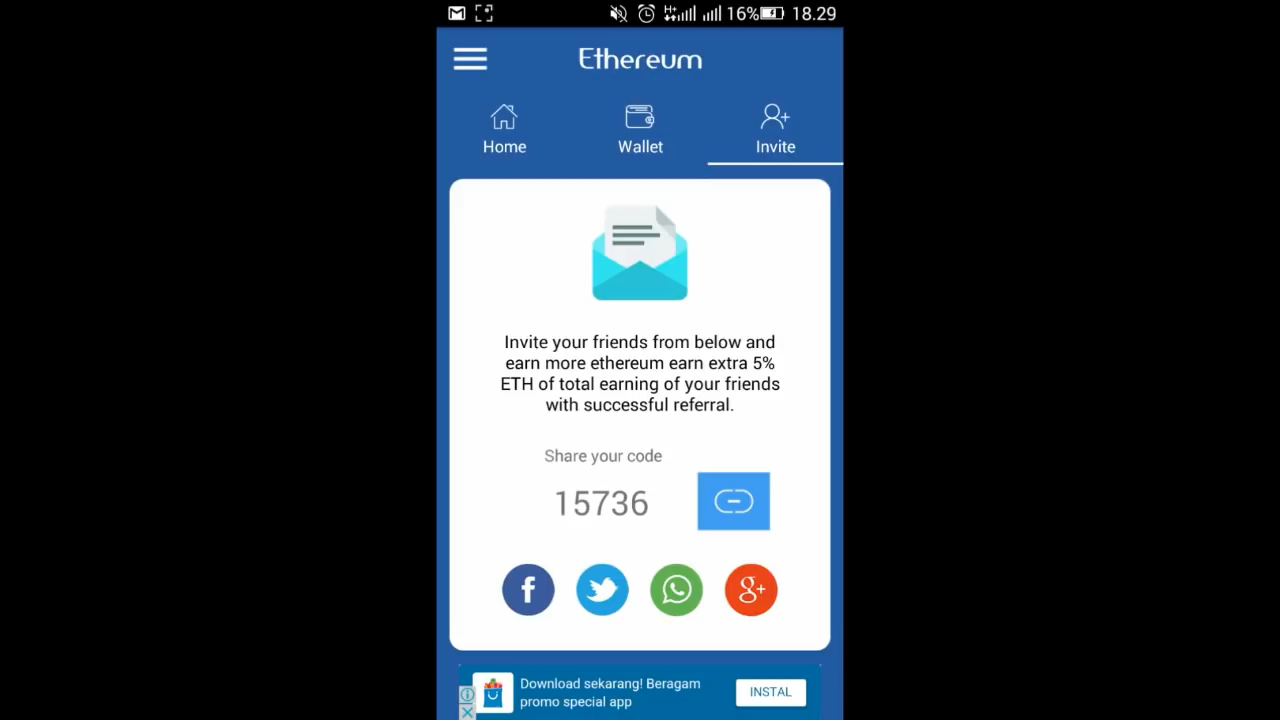 16% 18.29
Ethereum
Home Wallet Invite
Invite your friends from below and
earn more ethereum earn extra 5%
ETH of total earning of your friends
with successful referral.
Share your code
15736
Download sekarang! Beragam
promo special app
INSTAL